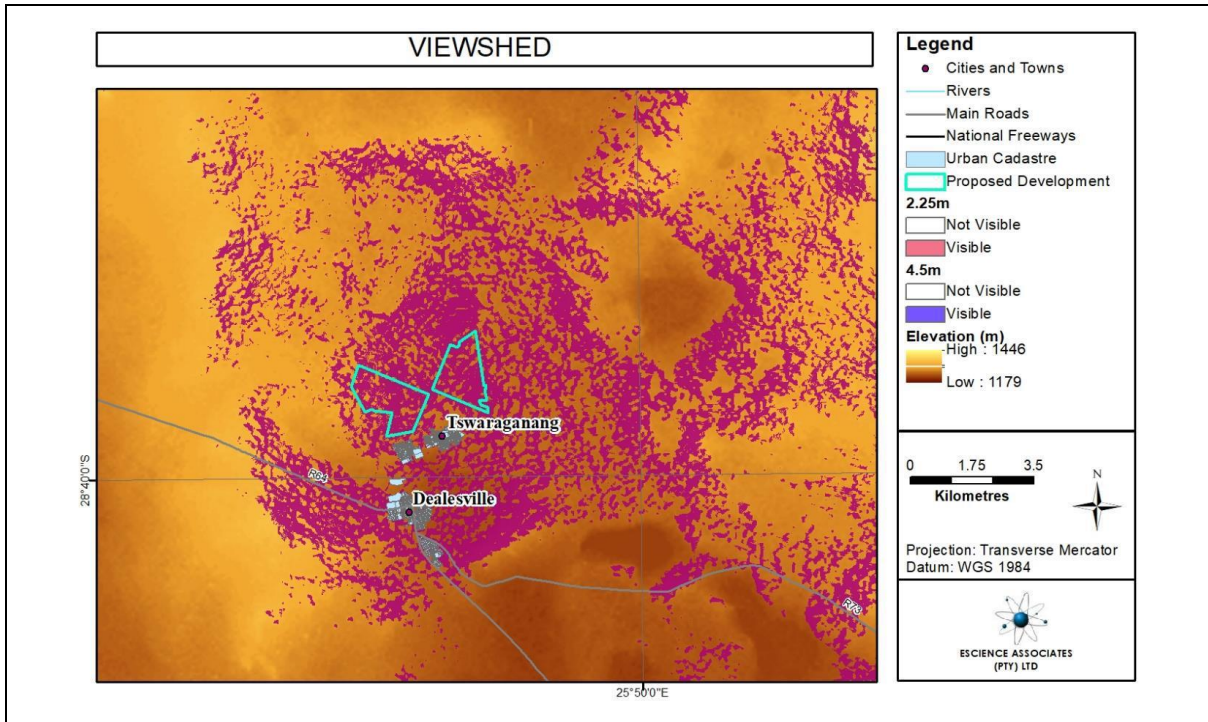 VIEWSHED
Tswaraganang
R64
Dealesville
R73
28°40'0"S
25°50'0"E
Legend
Cities and Towns
Rivers
Main Roads
National Freeways
Urban Cadastre
Proposed Development
2.25m
Not Visible
Visible
4.5m
Not Visible
Visible
Elevation (m)
High : 1446
Low : 1179
0 1.75 3.5
Kilometres
N
Projection: Transverse Mercator
Datum: WGS 1984
ESCIENCE ASSOCIATES
(PTY) LTD